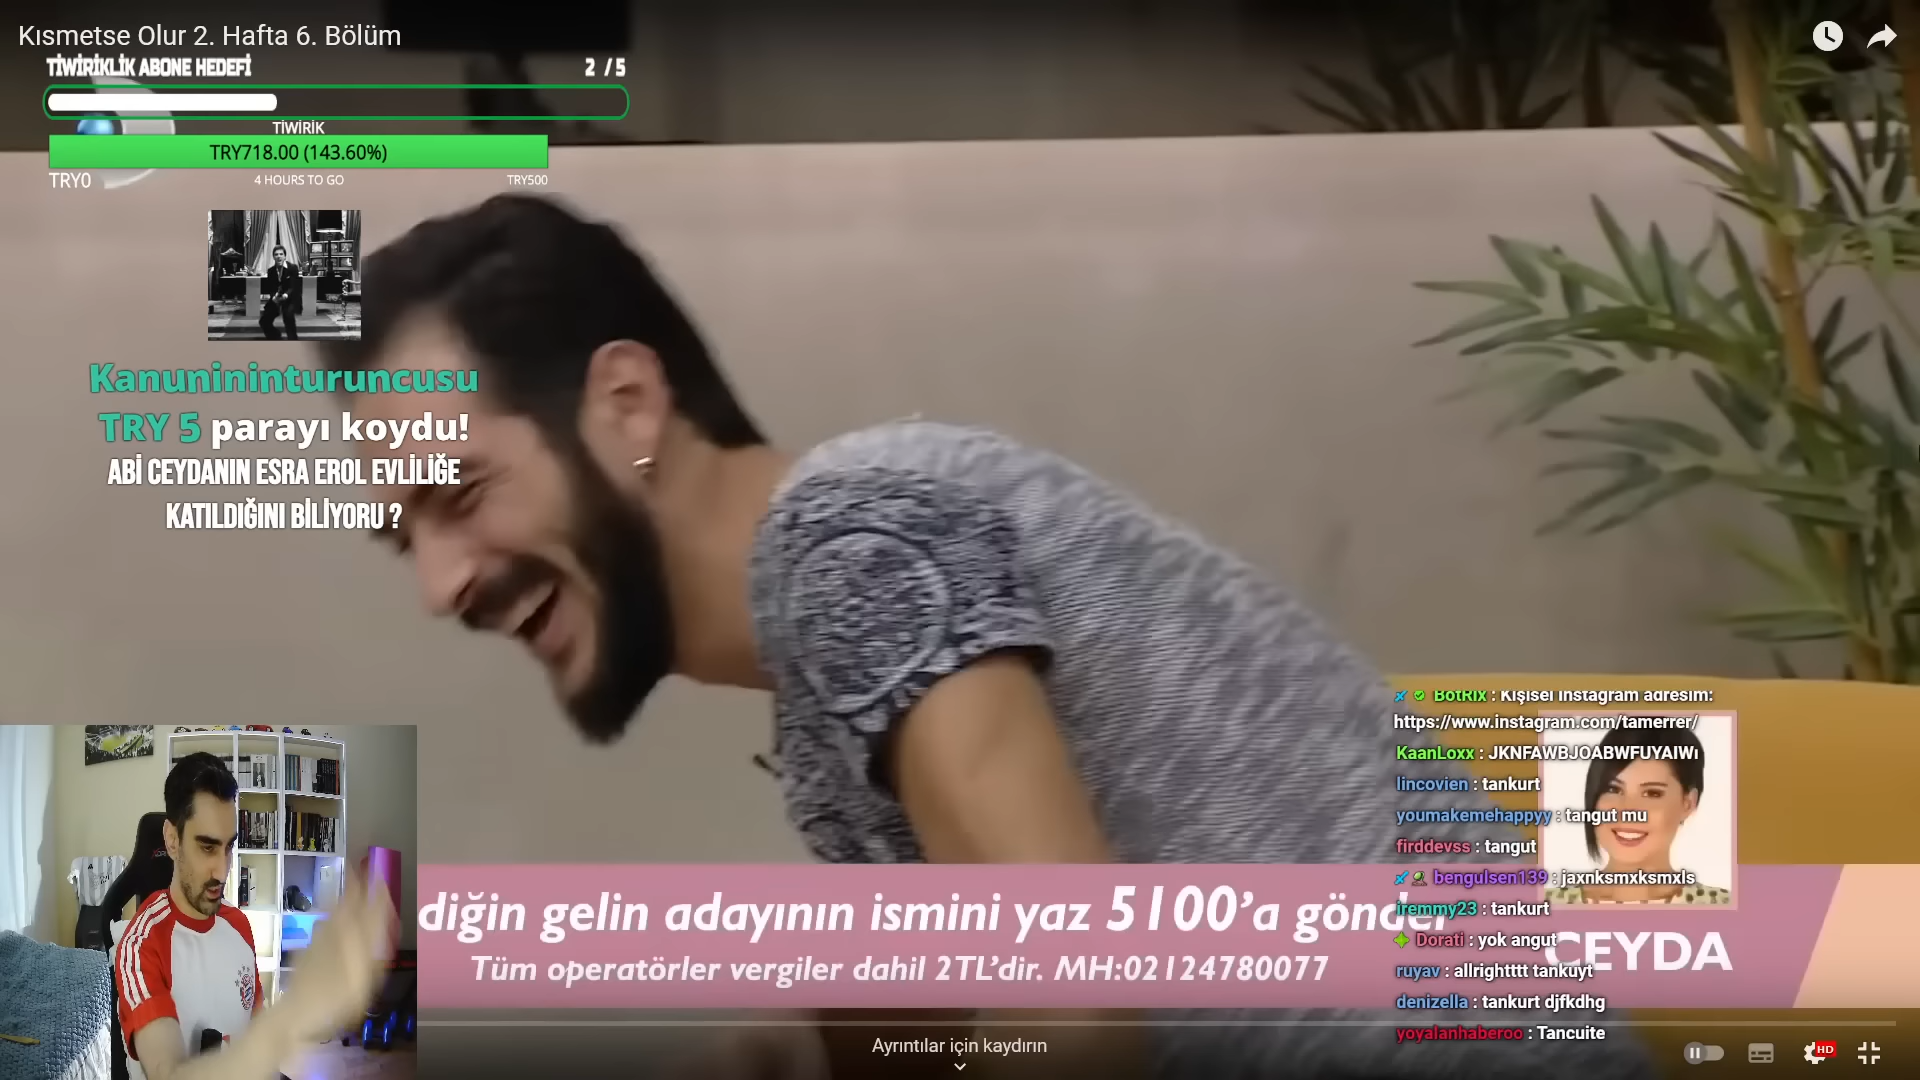 Kısmetse Olur 2. Hafta 6. Bölüm
TİWİRİKLİK ABONE HEDEFİ 2 / 5
TİWİRİK
TRY718.00 (143.60%)
TRY0 4 HOURS TO GO TRY500
Kanunininturuncusu
TRY 5 parayı koydu!
ABİ CEYDANIN ESRA EROL EVLİLİĞE
KATILDIĞINI BİLİYORU ?
BotRix : Kişisel instagram adresim:
https://www.instagram.com/tamerrer/
KaanLoxx : JKNFAWBJOABWFUYAIWı
lincovien : tankurt
youmakemehappyy : tangut mu
firddevss : tangut
bengulsen139 : jaxnksmxksmxls
iremmy23 : tankurt
Dorati : yok angut
ruyav : allrightttt tankuyt
denizella : tankurt djfkdhg
yoyalanhaberoo : Tancuite
diğin gelin adayının ismini yaz 5100'a gönder
Tüm operatörler vergiler dahil 2TL'dir. MH:02124780077
CEYDA
Ayrıntılar için kaydırın
HD